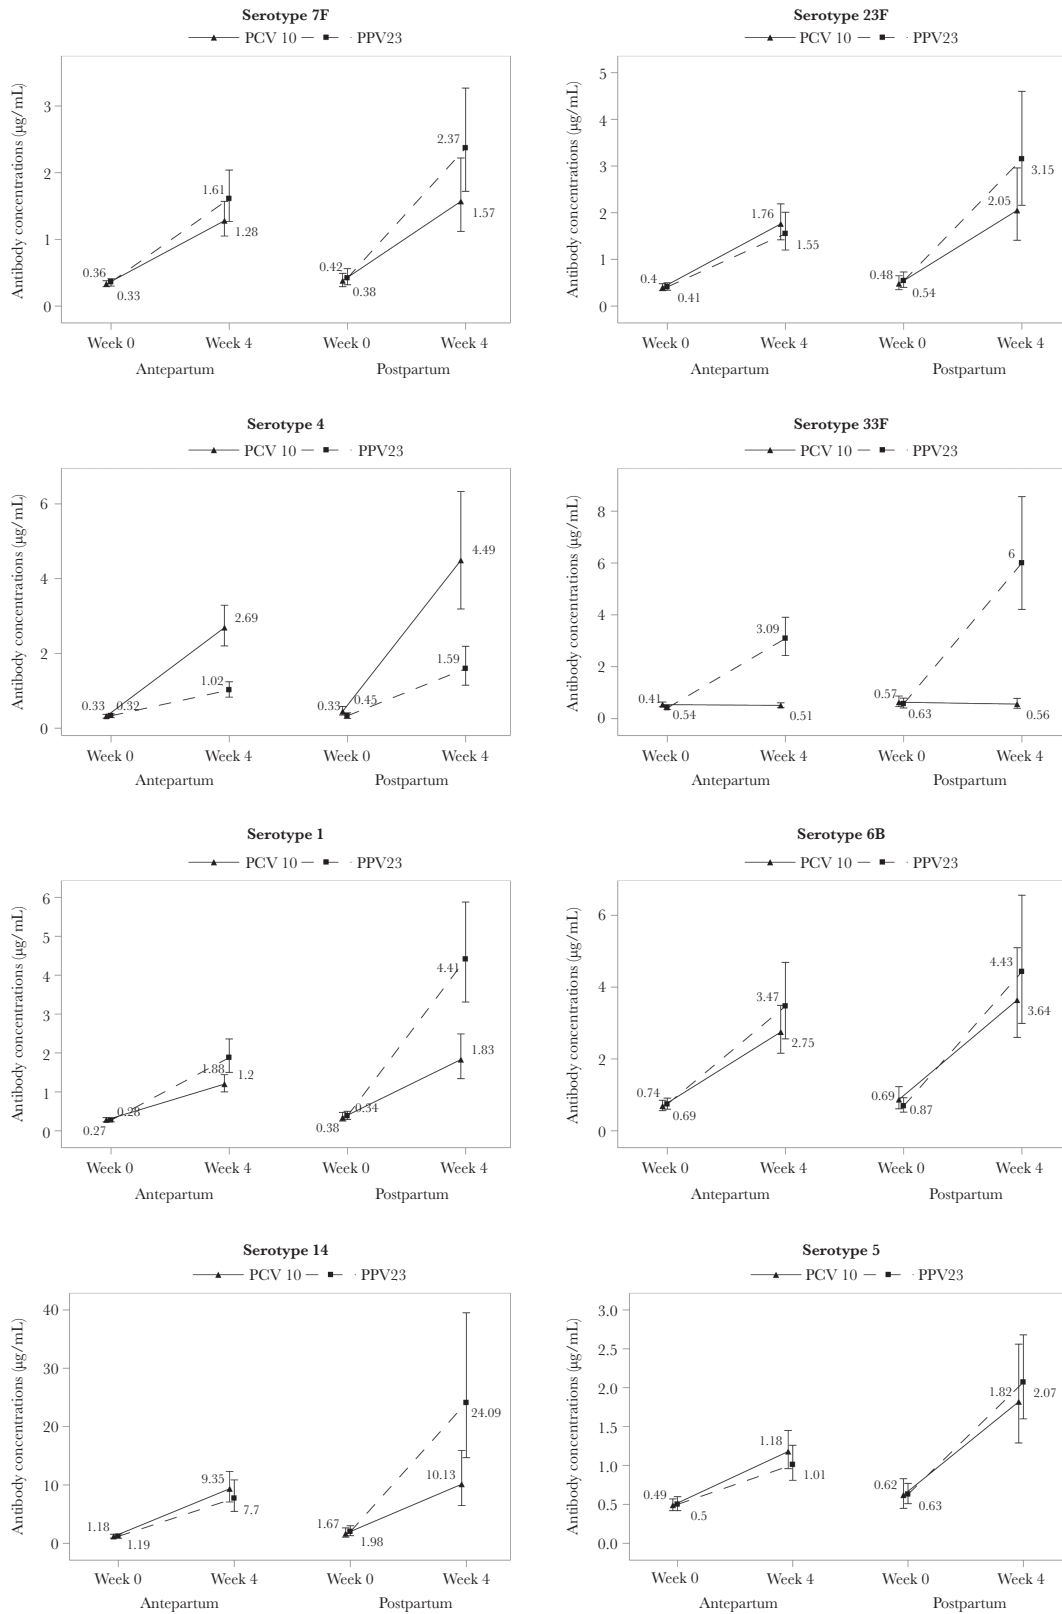 Serotype 7F
PCV 10 PPV23
Antibody concentrations (µg/mL)
3
2
1
0
0.36
0.33
1.61
1.28
0.42
0.38
2.37
1.57
Week 0 Week 4 Week 0 Week 4
Antepartum Postpartum
Serotype 23F
PCV 10 PPV23
Antibody concentrations (µg/mL)
5
4
3
2
1
0
0.4
0.41
1.76
1.55
0.48
0.54
2.05
3.15
Week 0 Week 4 Week 0 Week 4
Antepartum Postpartum
Serotype 4
PCV 10 PPV23
Antibody concentrations (µg/mL)
6
4
2
0
0.33
0.32
2.69
1.02
0.33
0.45
4.49
1.59
Week 0 Week 4 Week 0 Week 4
Antepartum Postpartum
Serotype 33F
PCV 10 PPV23
Antibody concentrations (µg/mL)
8
6
4
2
0
0.41
0.54
3.09
0.51
0.57
0.63
6
0.56
Week 0 Week 4 Week 0 Week 4
Antepartum Postpartum
Serotype 1
PCV 10 PPV23
Antibody concentrations (µg/mL)
6
5
4
3
2
1
0
0.28
0.27
1.88
1.2
0.34
0.38
4.41
1.83
Week 0 Week 4 Week 0 Week 4
Antepartum Postpartum
Serotype 6B
PCV 10 PPV23
Antibody concentrations (µg/mL)
6
4
2
0
0.74
0.69
3.47
2.75
0.69
0.87
4.43
3.64
Week 0 Week 4 Week 0 Week 4
Antepartum Postpartum
Serotype 14
PCV 10 PPV23
Antibody concentrations (µg/mL)
40
30
20
10
0
1.18
1.19
9.35
7.7
1.67
1.98
24.09
10.13
Week 0 Week 4 Week 0 Week 4
Antepartum Postpartum
Serotype 5
PCV 10 PPV23
Antibody concentrations (µg/mL)
3.0
2.5
2.0
1.5
1.0
0.5
0.0
0.49
0.5
1.18
1.01
0.62
0.63
1.82
2.07
Week 0 Week 4 Week 0 Week 4
Antepartum Postpartum